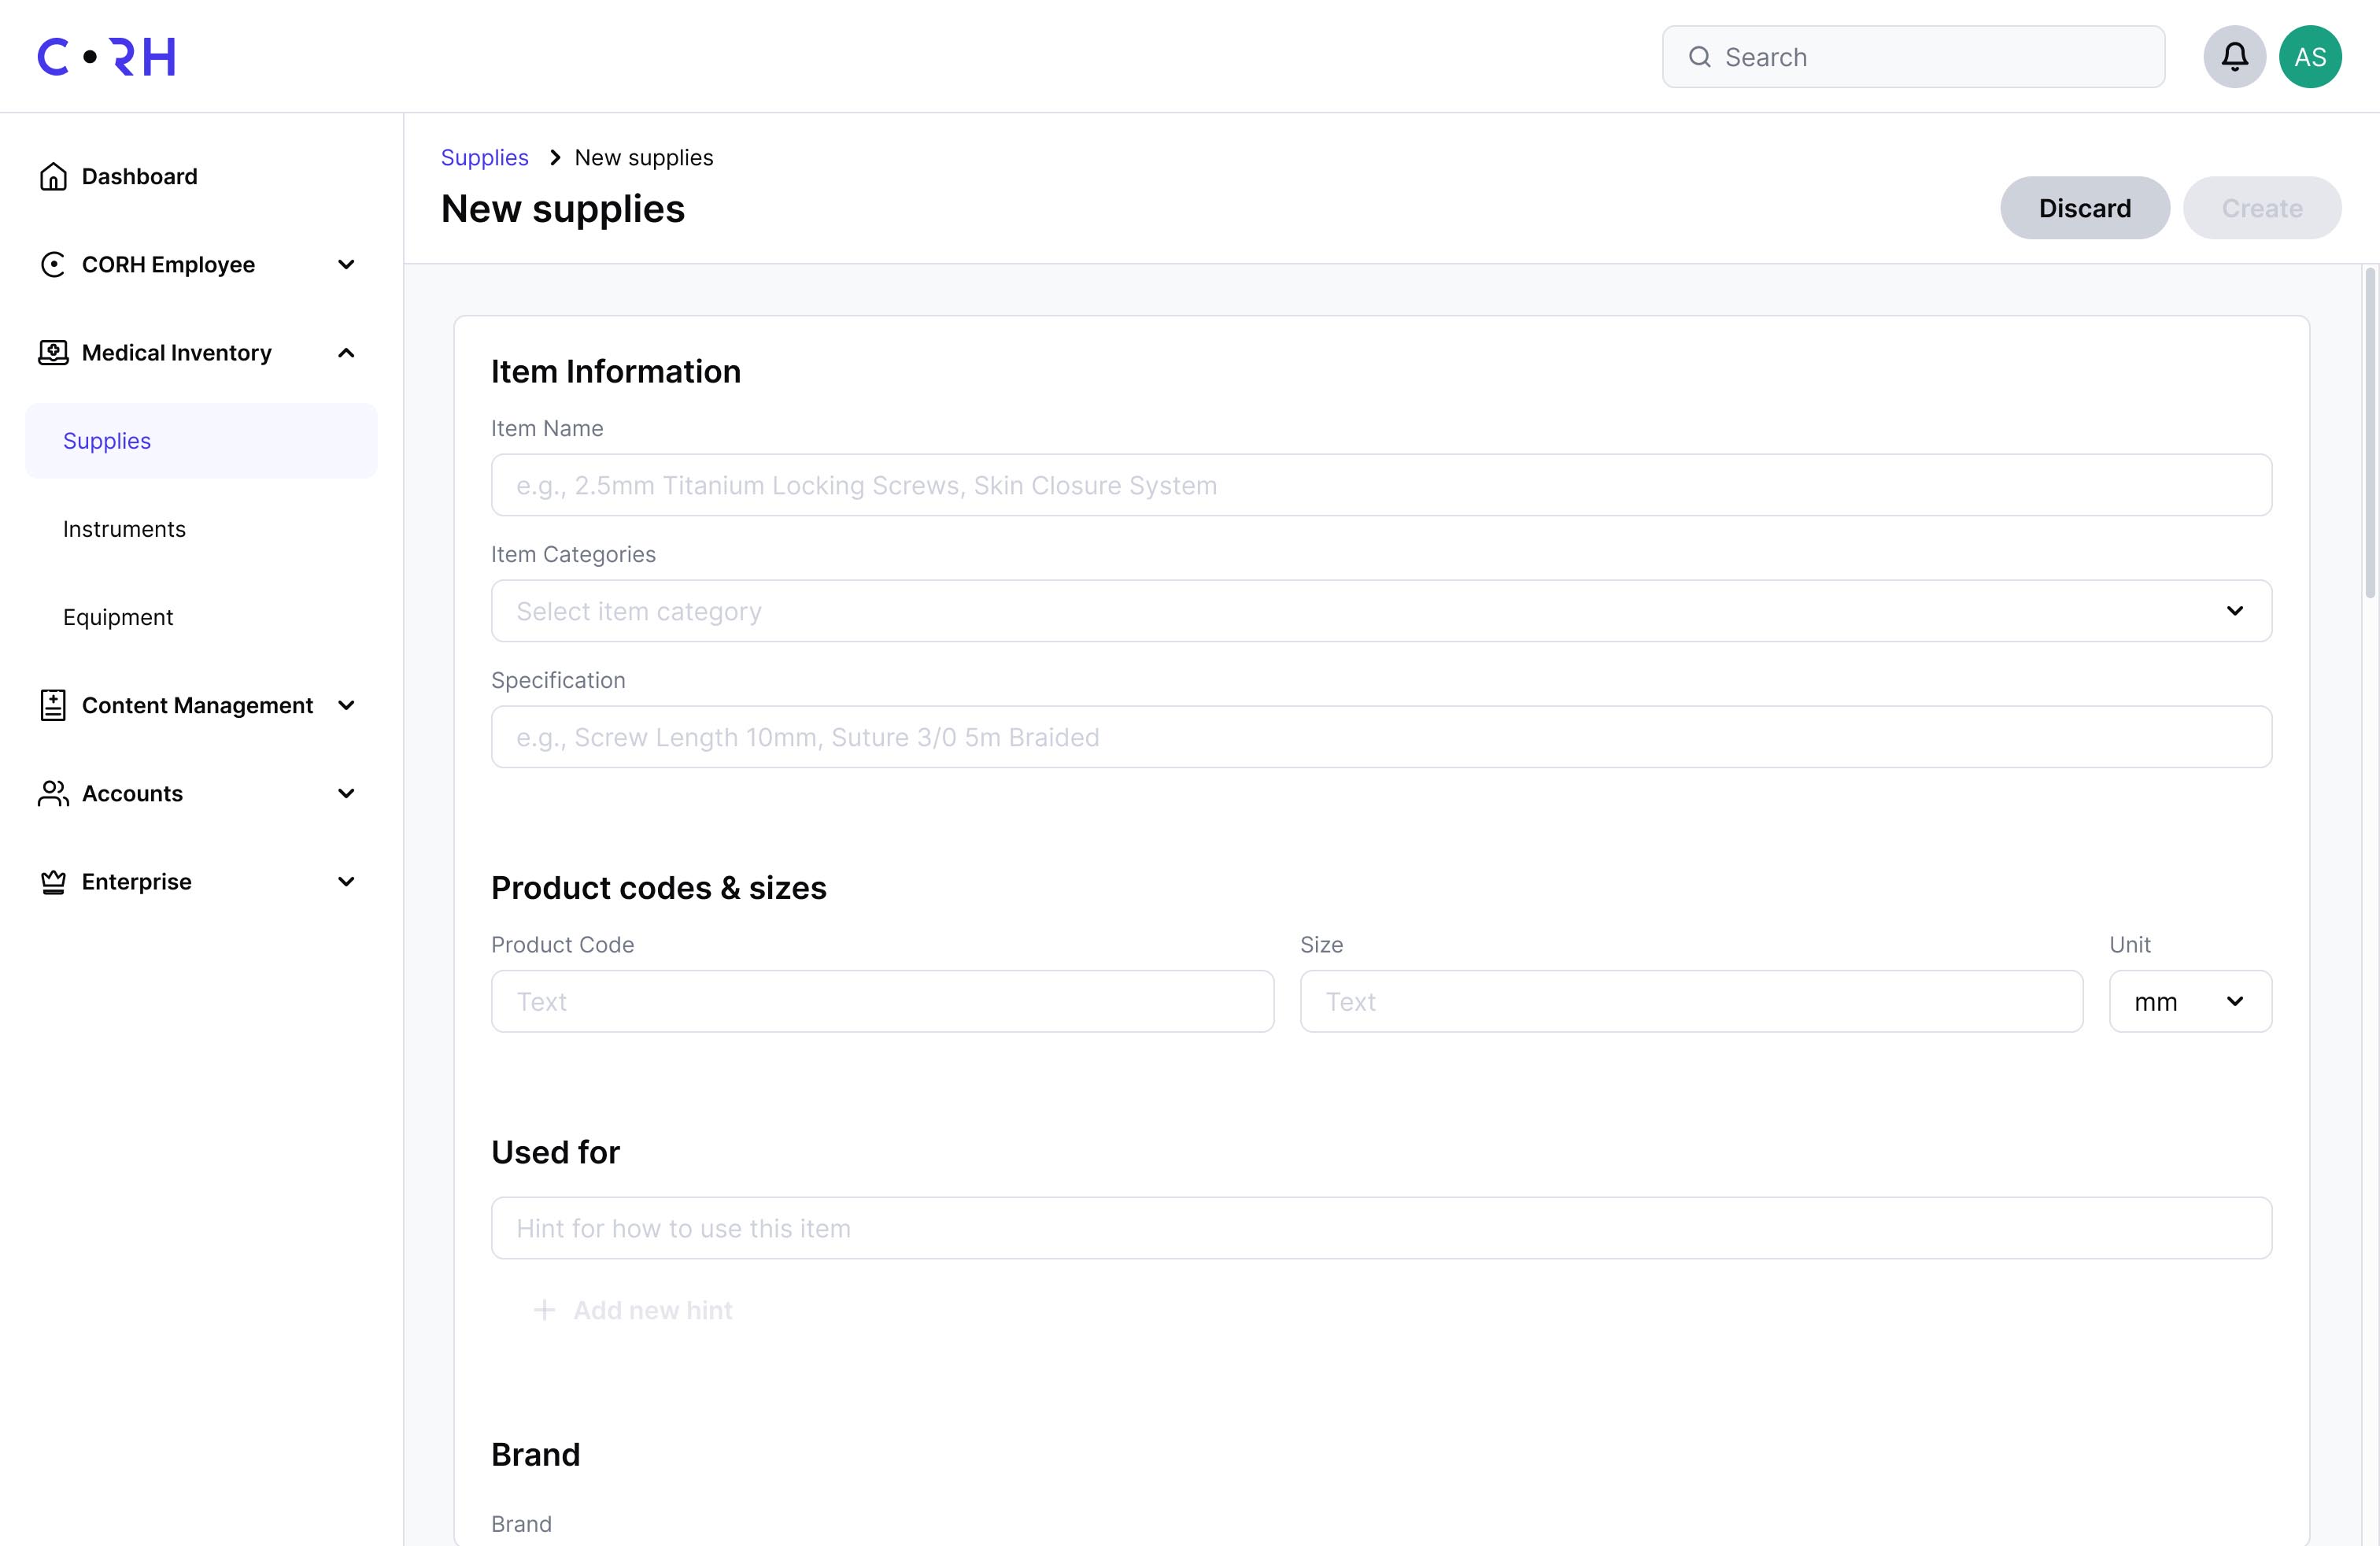 C•RH
Search
AS
Dashboard
CORH Employee
Medical Inventory
Supplies
Instruments
Equipment
Content Management
Accounts
Enterprise
Supplies > New supplies
New supplies
Discard
Create
Item Information
Item Name
e.g., 2.5mm Titanium Locking Screws, Skin Closure System
Item Categories
Select item category
Specification
e.g., Screw Length 10mm, Suture 3/0 5m Braided
Product codes & sizes
Product Code Size Unit
Text Text mm
Used for
Hint for how to use this item
+ Add new hint
Brand
Brand